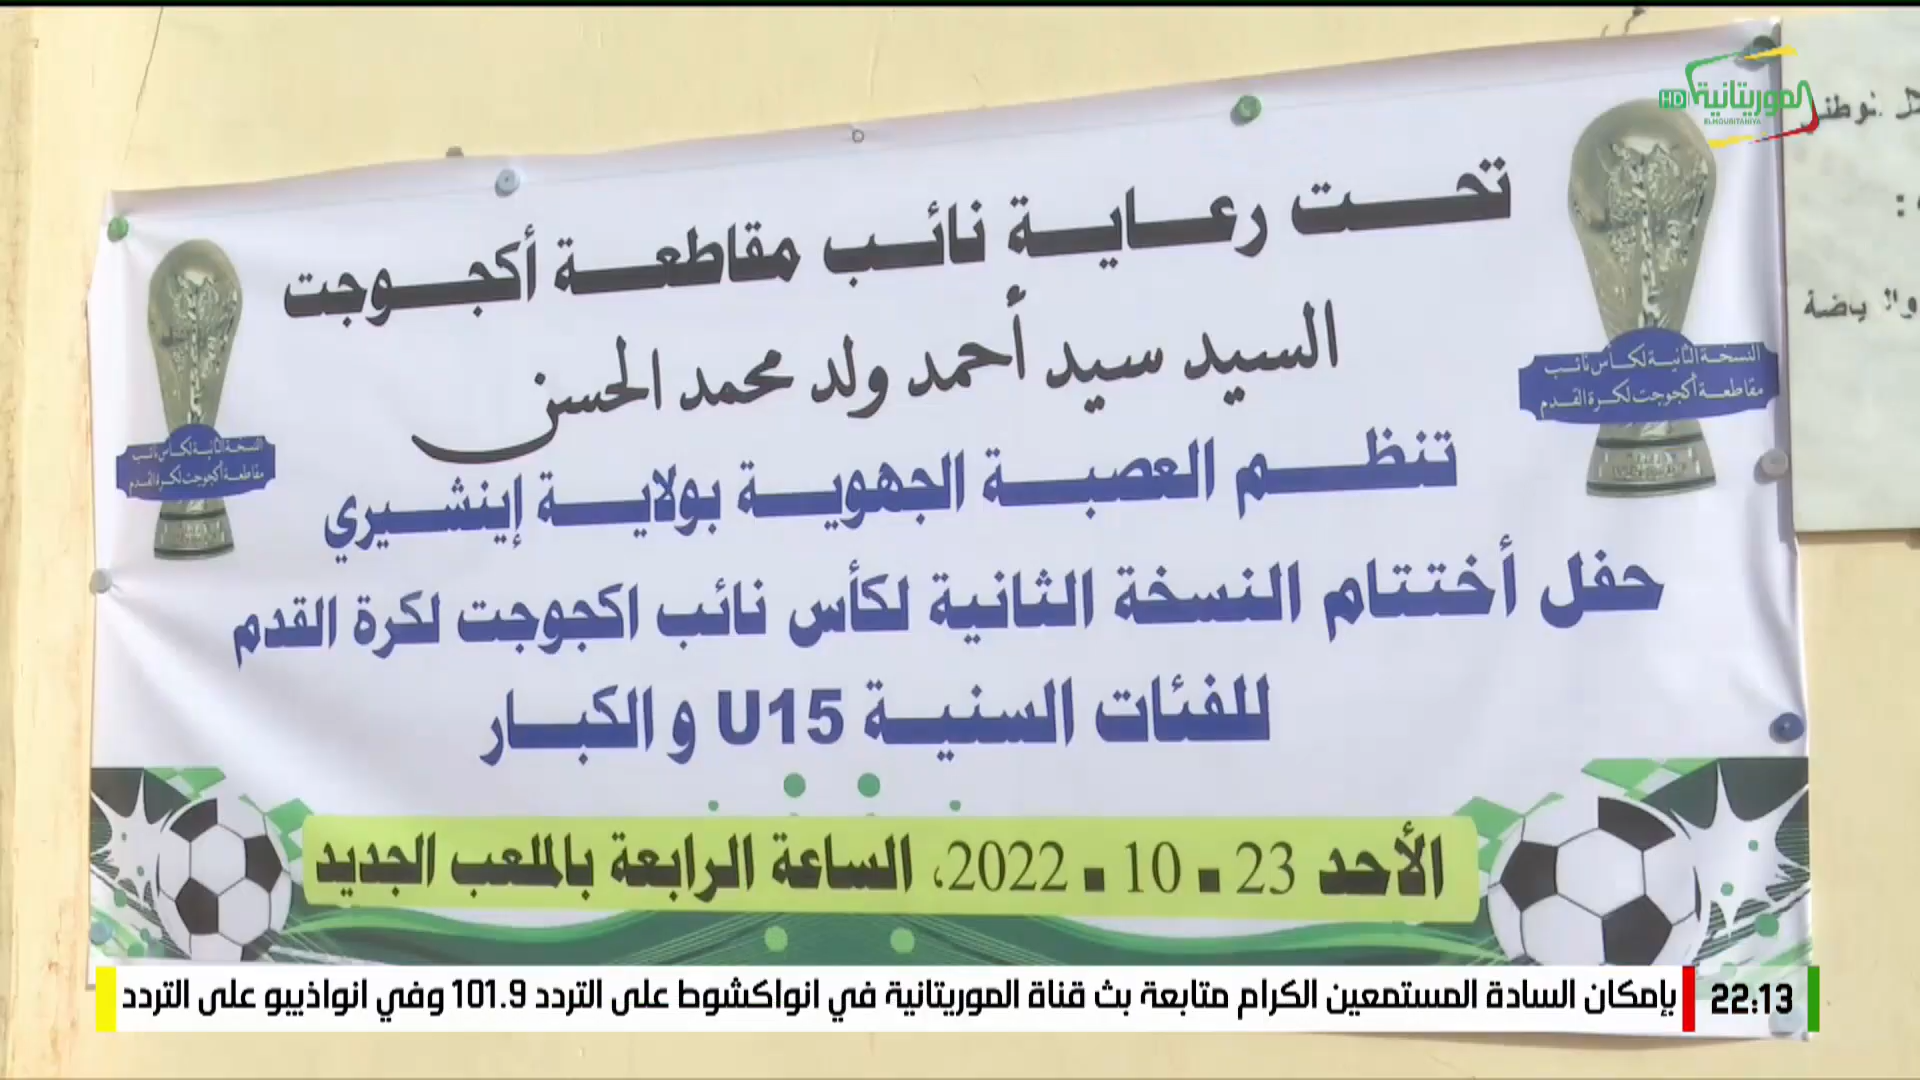 الموريتانية
HD
ELMOURITANIYA
تحت رعاية نائب مقاطعة أكجوجت
السيد سيد أحمد ولد محمد الحسن
تنظم العصبة الجهوية بولاية إينشيري
حفل أختتام النسخة الثانية لكأس نائب اكجوجت لكرة القدم
للفئات السنية U15 و الكبار
الأحد 23 - 10 - 2022، الساعة الرابعة بالملعب الجديد
النسخة الثانية لكأس نائب
مقاطعة أكجوجت لكرة القدم
النسخة الثانية لكأس نائب
مقاطعة أكجوجت لكرة القدم
22:13
بإمكان السادة المستمعين الكرام متابعة بث قناة الموريتانية في انواكشوط على التردد 101.9 وفي انواذيبو على التردد